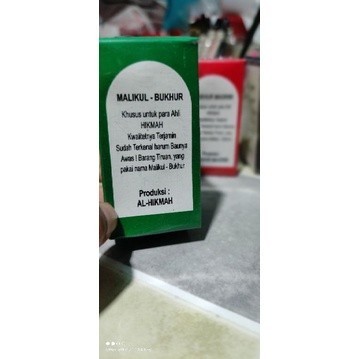 MALIKUL - BUKHUR
Khusus untuk para Ahli
HIKMAH
Kwalitetnya Terjamin
Sudah Terkenal harum Baunya
Awas ! Barang Tiruan, yang
pakai nama Malikul - Bukhur
Produksi :
AL-HIKMAH